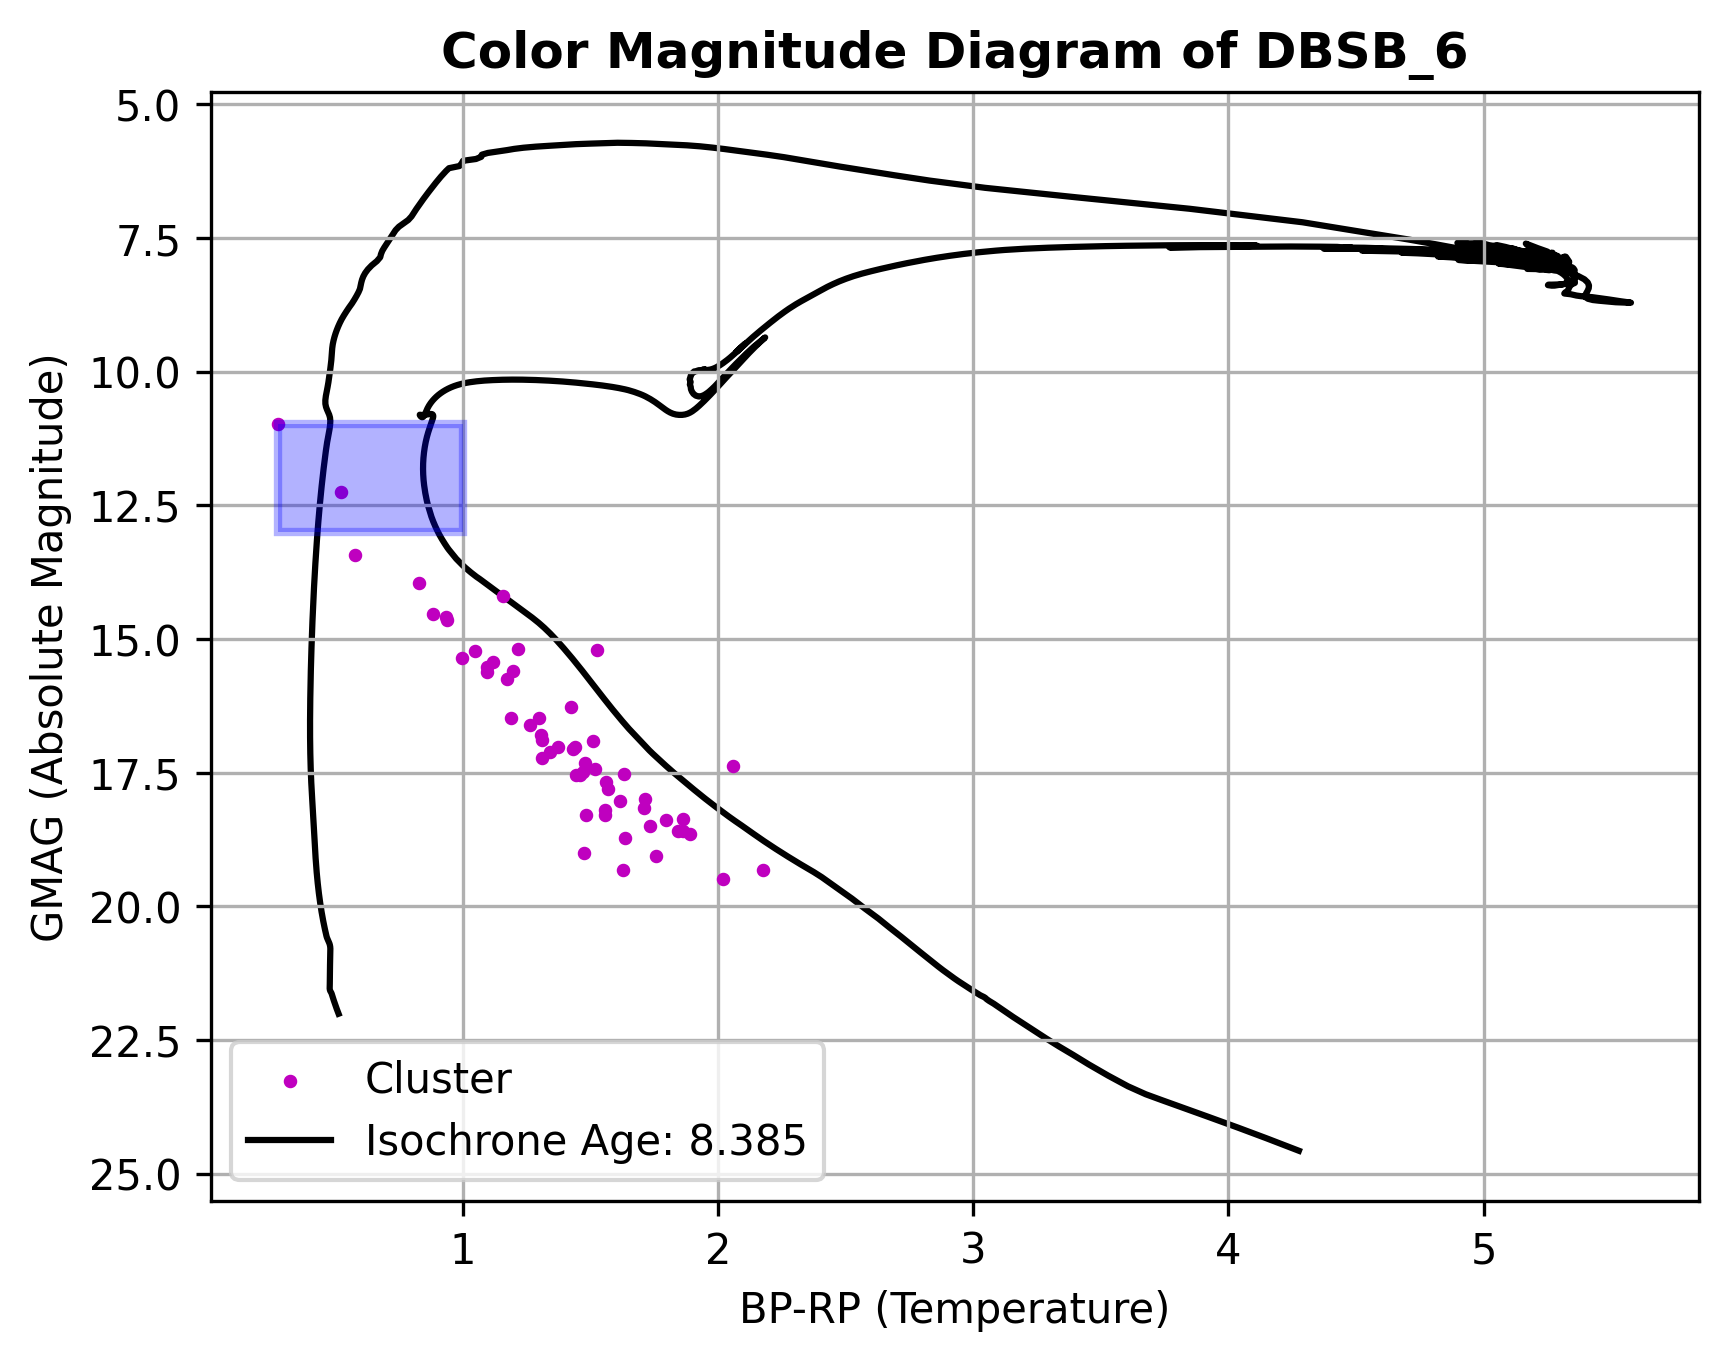 Color Magnitude Diagram of DBSB_6
GMAG (Absolute Magnitude)
5.0
7.5
10.0
12.5
15.0
17.5
20.0
22.5
25.0
Cluster
Isochrone Age: 8.385
1 2 3 4 5
BP-RP (Temperature)